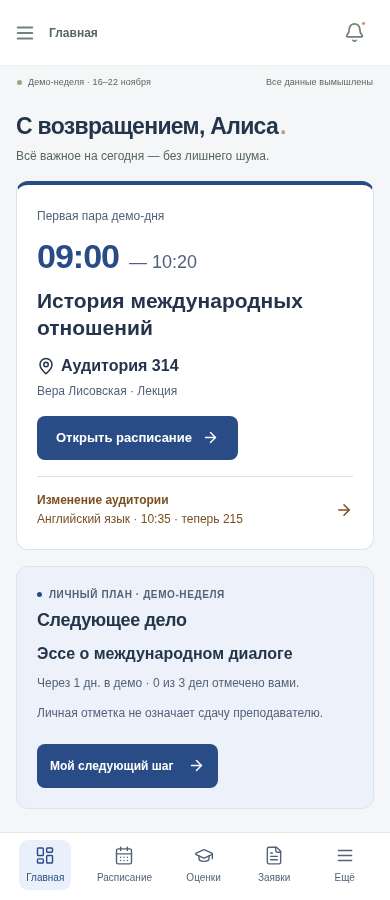 Главная
Демо-неделя · 16–22 ноября
Все данные вымышлены
С возвращением, Алиса.
Всё важное на сегодня — без лишнего шума.
Первая пара демо-дня
09:00 — 10:20
История международных
отношений
Аудитория 314
Вера Лисовская · Лекция
Открыть расписание
Изменение аудитории
Английский язык · 10:35 · теперь 215
ЛИЧНЫЙ ПЛАН · ДЕМО-НЕДЕЛЯ
Следующее дело
Эссе о международном диалоге
Через 1 дн. в демо · 0 из 3 дел отмечено вами.
Личная отметка не означает сдачу преподавателю.
Мой следующий шаг
Главная
Расписание
Оценки
Заявки
Ещё